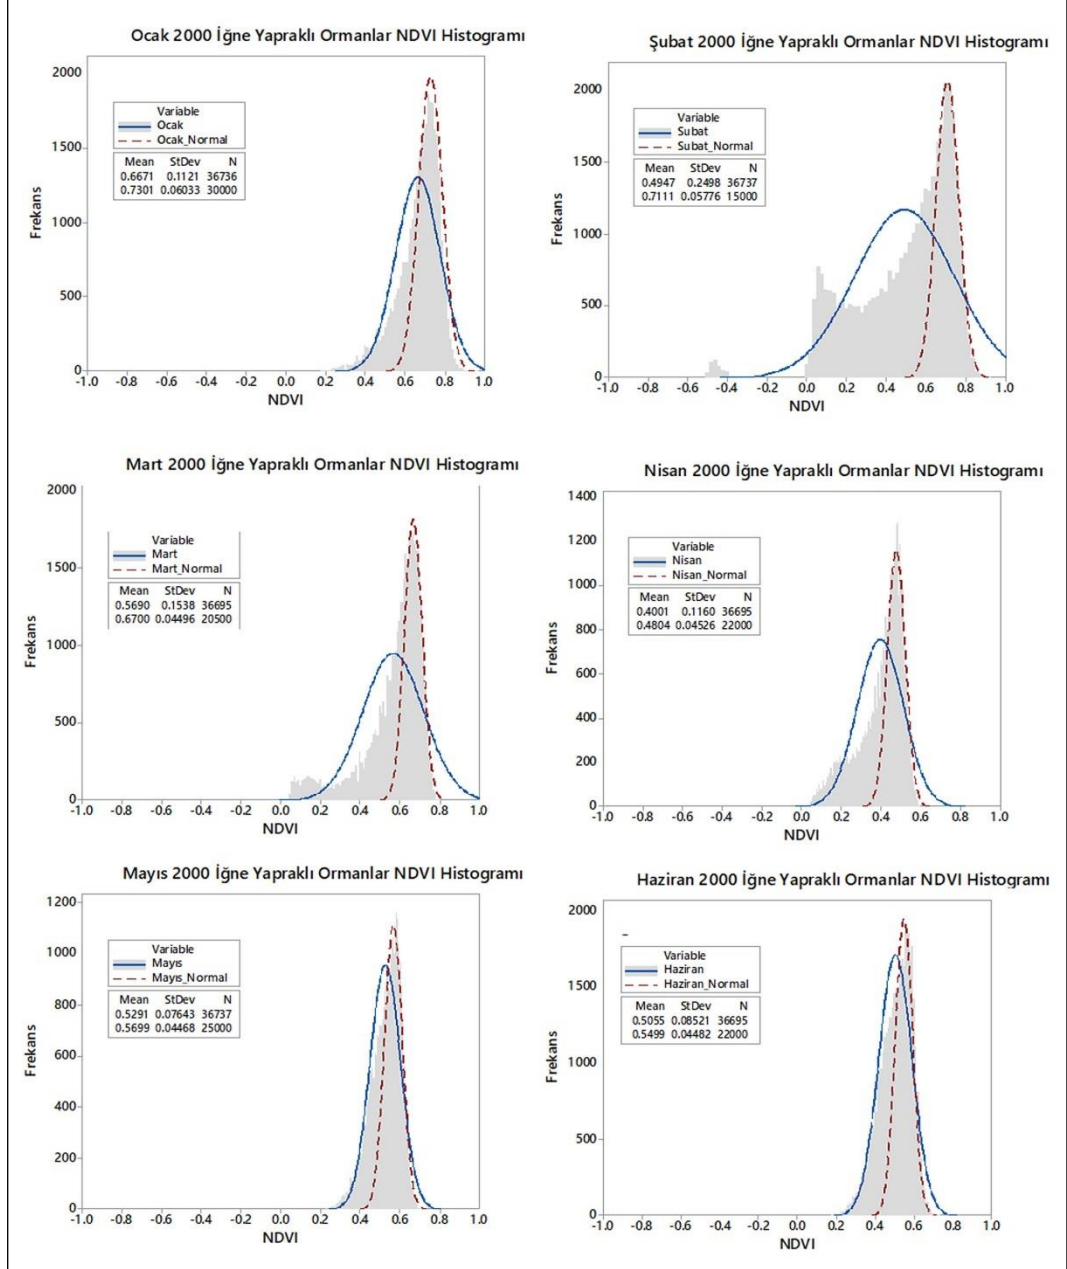 Ocak 2000 İğne Yapraklı Ormanlar NDVI Histogramı
2000
1500
1000
500
0
Frekans
Variable
Ocak
Ocak_Normal
Mean StDev N
0.6671 0.1121 36736
0.7301 0.06033 30000
-1.0 -0.8 -0.6 -0.4 -0.2 0.0 0.2 0.4 0.6 0.8 1.0
NDVI
Şubat 2000 İğne Yapraklı Ormanlar NDVI Histogramı
2000
1500
1000
500
0
Frekans
Variable
Subat
Subat_Normal
Mean StDev N
0.4947 0.2498 36737
0.7111 0.05776 15000
-1.0 -0.8 -0.6 -0.4 -0.2 0.0 0.2 0.4 0.6 0.8 1.0
NDVI
Mart 2000 İğne Yapraklı Ormanlar NDVI Histogramı
2000
1500
1000
500
0
Frekans
Variable
Mart
Mart_Normal
Mean StDev N
0.5690 0.1538 36695
0.6700 0.04496 20500
-1.0 -0.8 -0.6 -0.4 -0.2 0.0 0.2 0.4 0.6 0.8 1.0
NDVI
Nisan 2000 İğne Yapraklı Ormanlar NDVI Histogramı
1400
1200
1000
800
600
400
200
0
Frekans
Variable
Nisan
Nisan_Normal
Mean StDev N
0.4001 0.1160 36695
0.4804 0.04526 22000
-1.0 -0.8 -0.6 -0.4 -0.2 0.0 0.2 0.4 0.6 0.8 1.0
NDVI
Mayıs 2000 İğne Yapraklı Ormanlar NDVI Histogramı
1200
1000
800
600
400
200
0
Frekans
Variable
Mayıs
Mayıs_Normal
Mean StDev N
0.5291 0.07643 36737
0.5699 0.04468 25000
-1.0 -0.8 -0.6 -0.4 -0.2 0.0 0.2 0.4 0.6 0.8 1.0
NDVI
Haziran 2000 İğne Yapraklı Ormanlar NDVI Histogramı
2000
1500
1000
500
0
Frekans
Variable
Haziran
Haziran_Normal
Mean StDev N
0.5055 0.08521 36695
0.5499 0.04482 22000
-1.0 -0.8 -0.6 -0.4 -0.2 0.0 0.2 0.4 0.6 0.8 1.0
NDVI